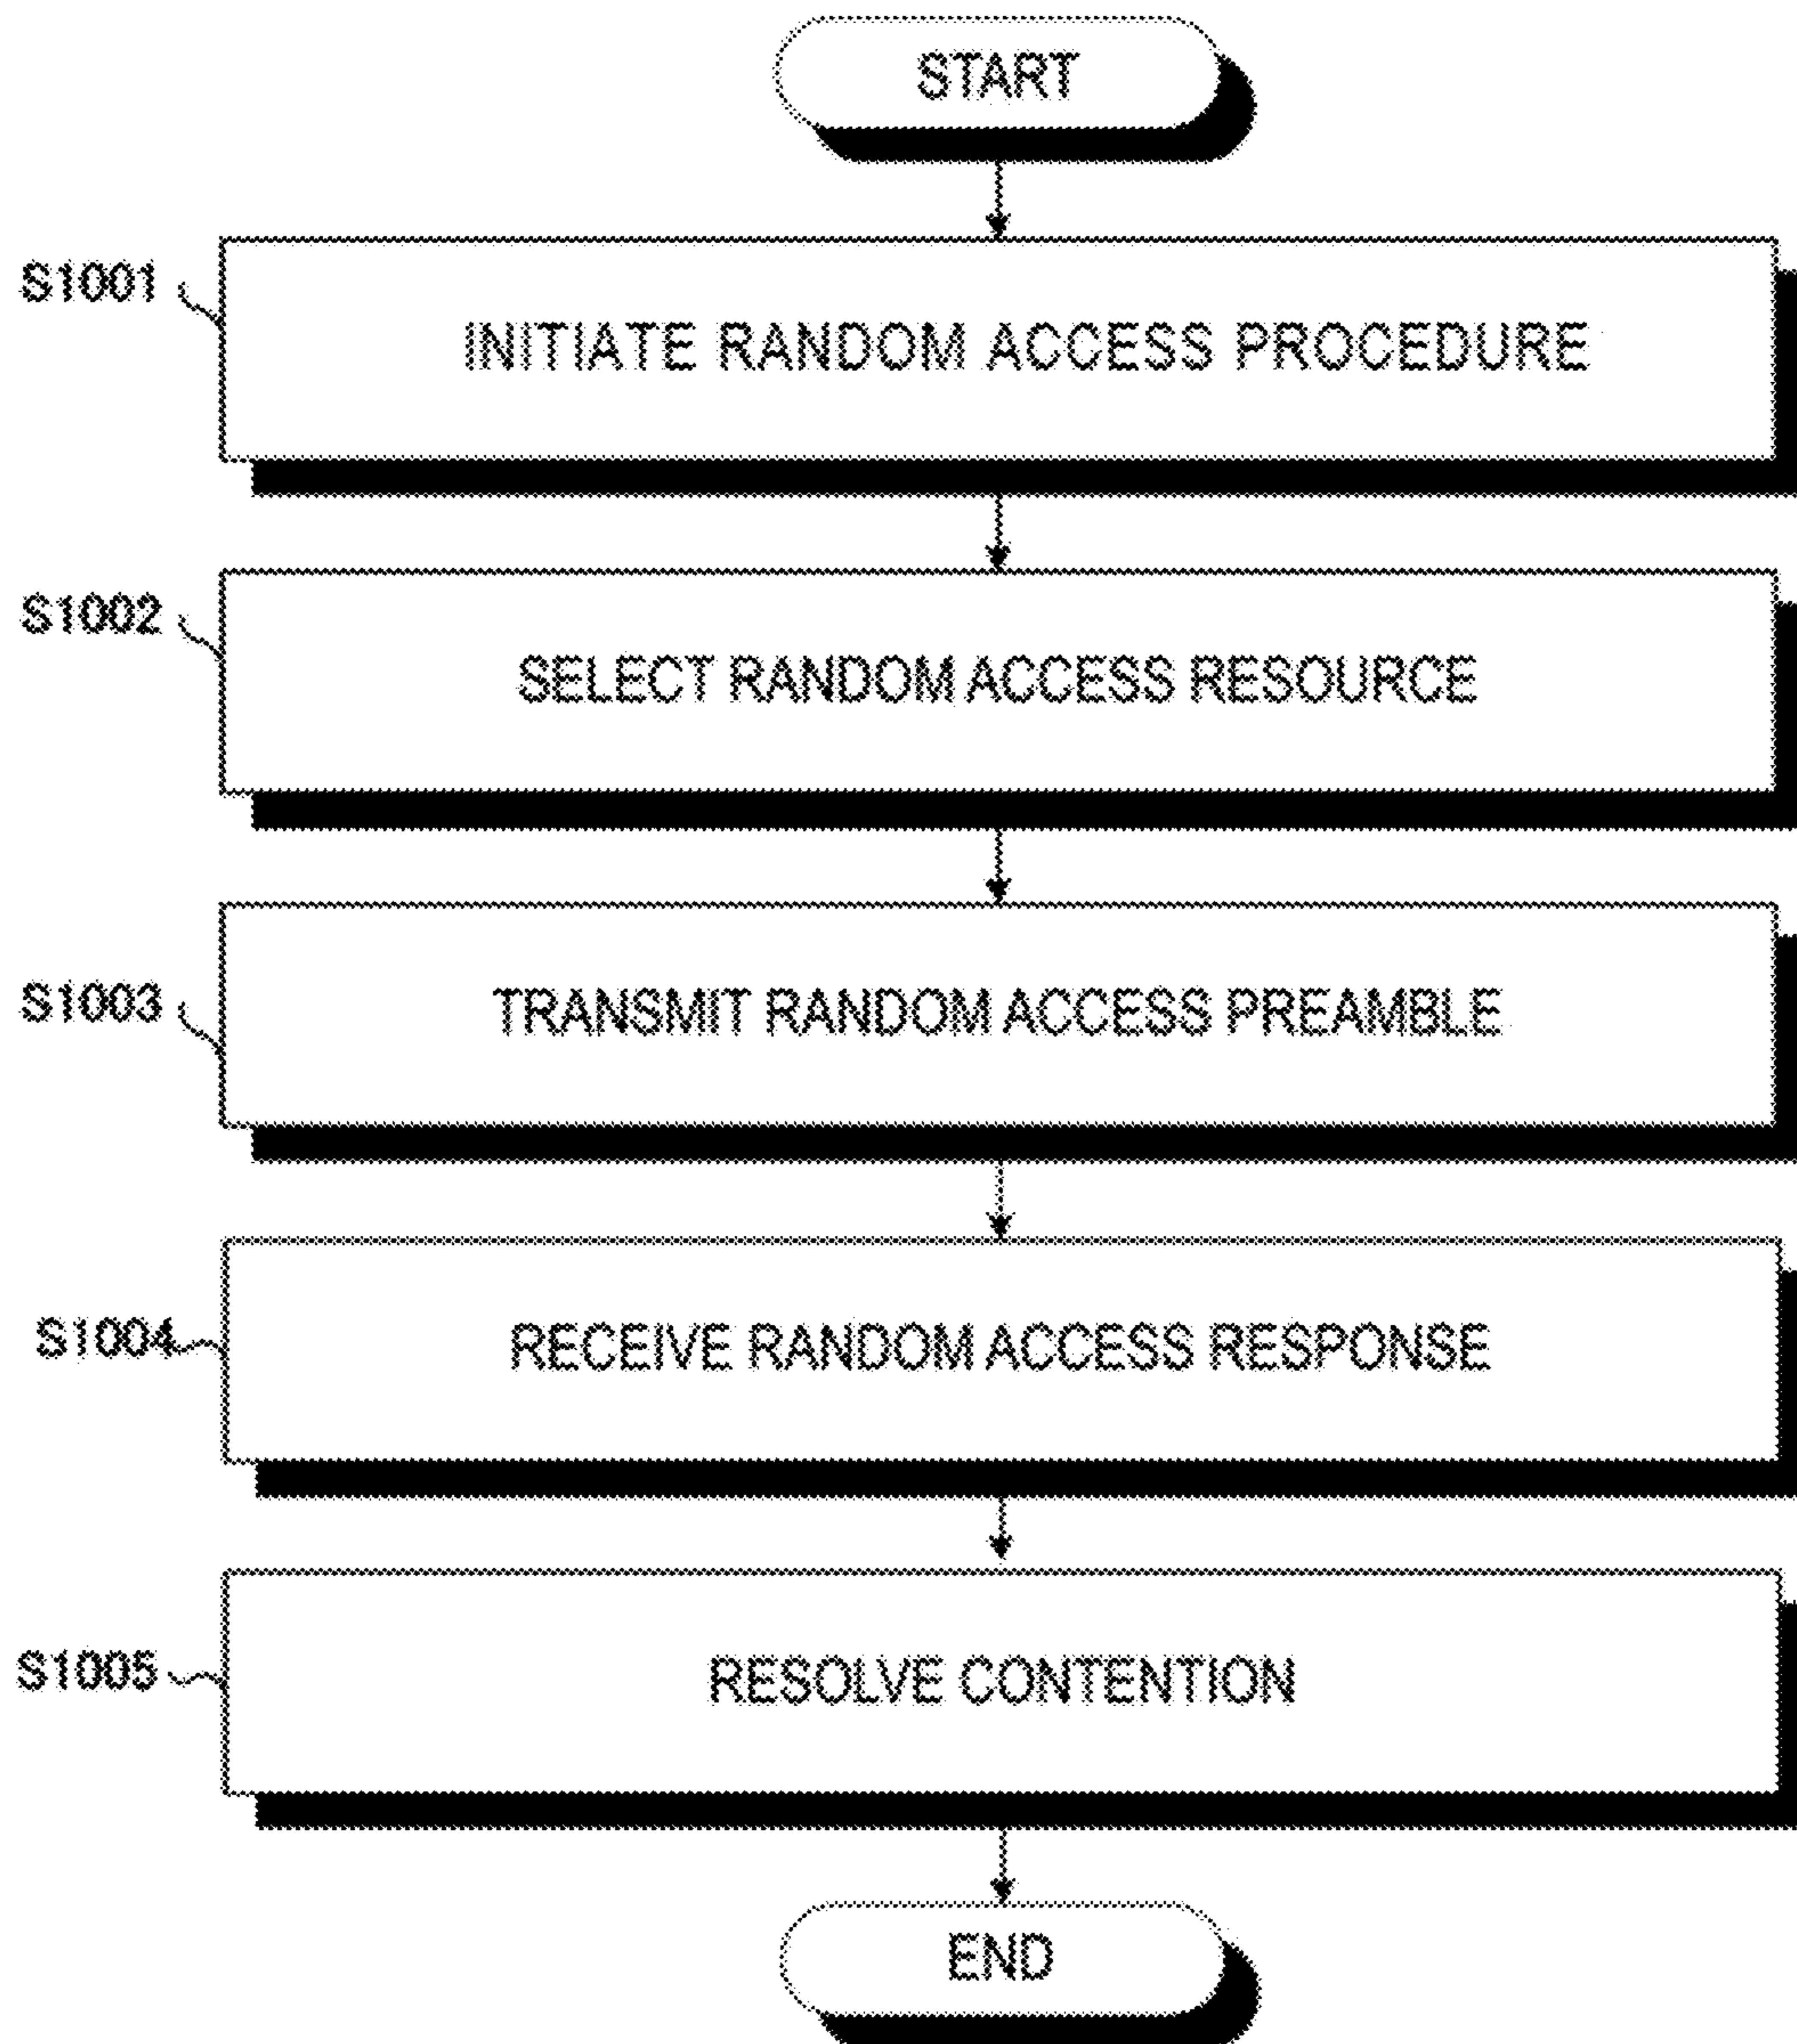 START
S1001
INITIATE RANDOM ACCESS PROCEDURE
S1002
SELECT RANDOM ACCESS RESOURCE
S1003
TRANSMIT RANDOM ACCESS PREAMBLE
S1004
RECEIVE RANDOM ACCESS RESPONSE
S1005
RESOLVE CONTENTION
END